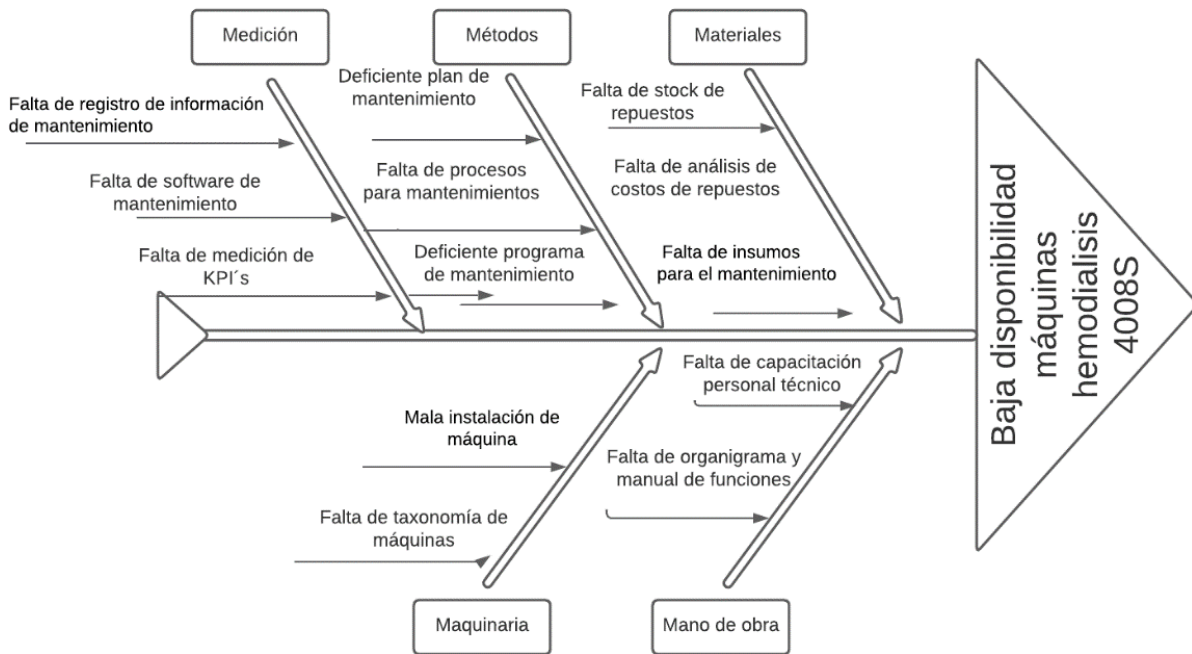 Medición
Métodos
Materiales
Falta de registro de información
de mantenimiento
Falta de software de
mantenimiento
Falta de medición de
KPI´s
Deficiente plan de
mantenimiento
Falta de procesos
para mantenimientos
Deficiente programa
de mantenimiento
Falta de stock de
repuestos
Falta de análisis de
costos de repuestos
Falta de insumos
para el mantenimiento
Baja disponibilidad
máquinas
hemodialisis
4008S
Mala instalación de
máquina
Falta de taxonomía de
máquinas
Falta de capacitación
personal técnico
Falta de organigrama y
manual de funciones
Maquinaria
Mano de obra